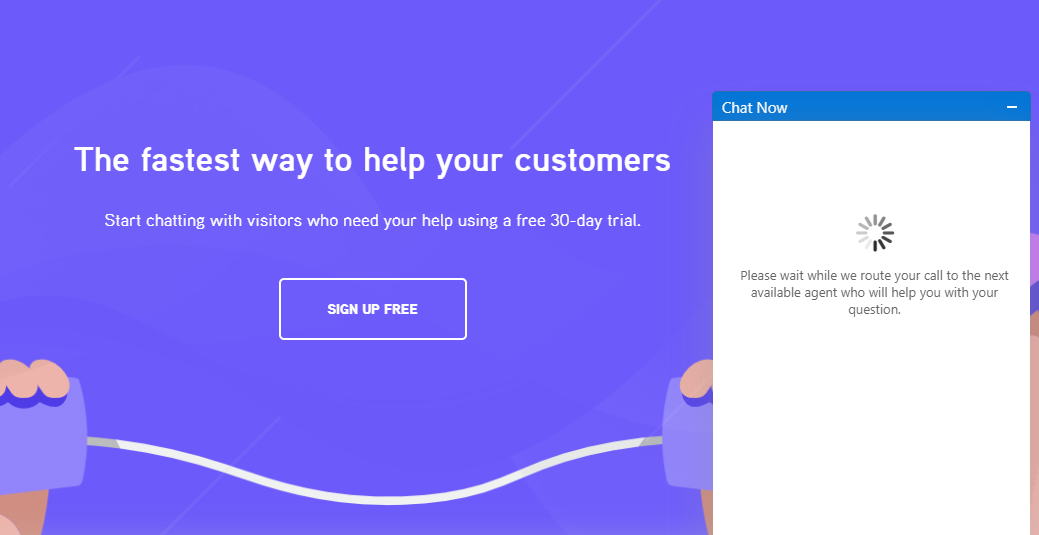 The fastest way to help your customers
Start chatting with visitors who need your help using a free 30-day trial.
SIGN UP FREE
Chat Now
Please wait while we route your call to the next
available agent who will help you with your
question.